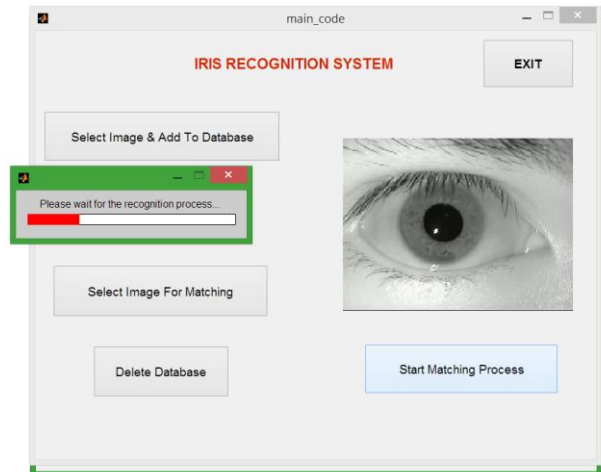 main_code
IRIS RECOGNITION SYSTEM
EXIT
Select Image & Add To Database
Please wait for the recognition process...
Select Image For Matching
Delete Database
Start Matching Process